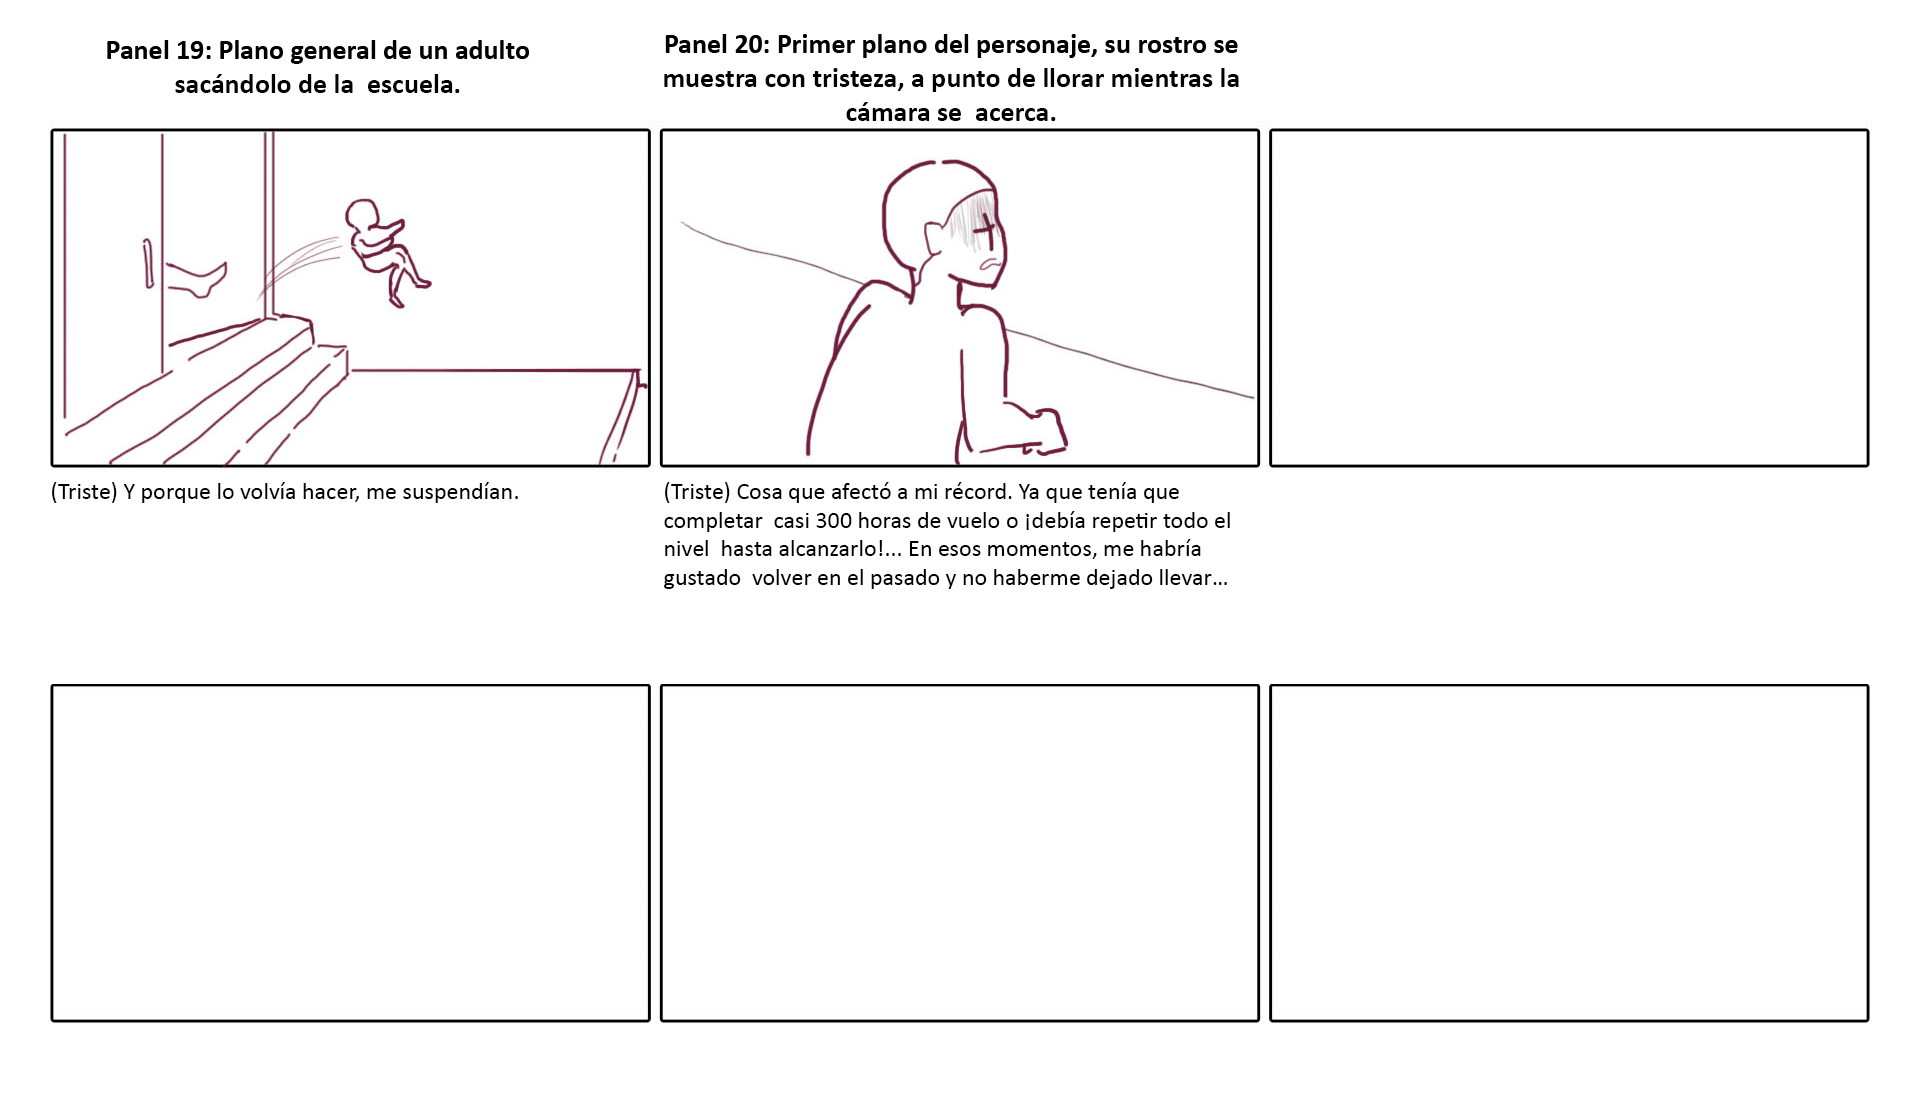 Panel 19: Plano general de un adulto
sacándolo de la  escuela.
Panel 20: Primer plano del personaje, su rostro se
muestra con tristeza, a punto de llorar mientras la
cámara se  acerca.
(Triste) Y porque lo volvía hacer, me suspendían.
(Triste) Cosa que afectó a mi récord. Ya que tenía que
completar  casi 300 horas de vuelo o ¡debía repetir todo el
nivel  hasta alcanzarlo!... En esos momentos, me habría
gustado  volver en el pasado y no haberme dejado llevar...